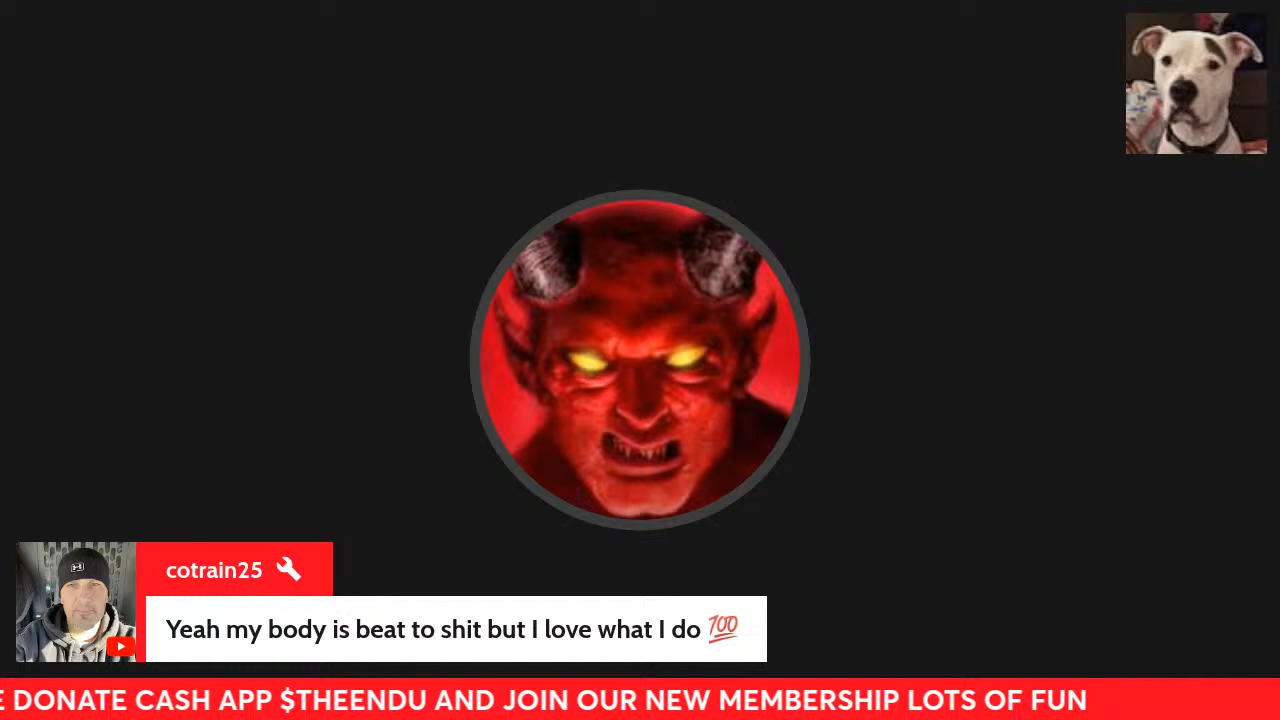 cotrain25
Yeah my body is beat to shit but I love what I do 💯
DONATE CASH APP $THEENDU AND JOIN OUR NEW MEMBERSHIP LOTS OF FUN